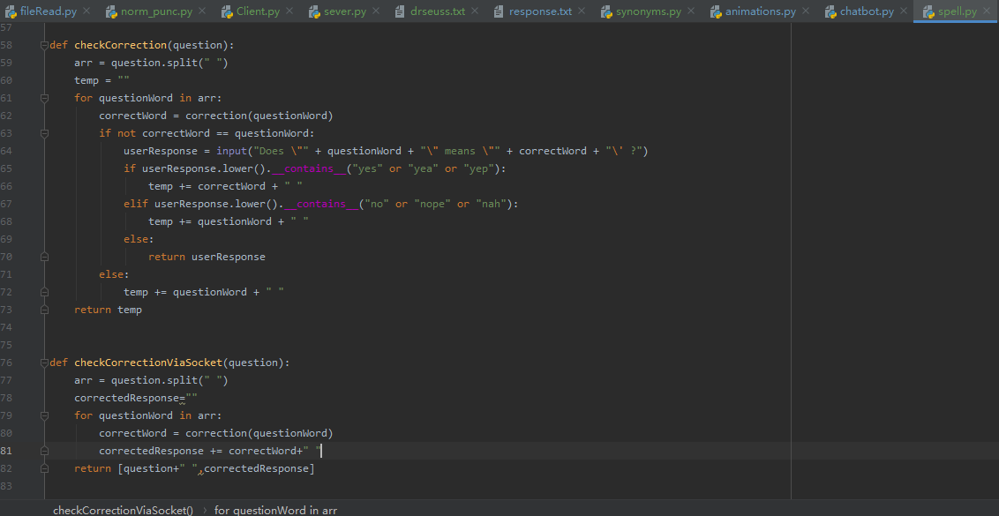 fileRead.py norm_punc.py Client.py sever.py drseuss.txt response.txt synonyms.py animations.py chatbot.py spell.py
57
58 def checkCorrection(question):
59 arr = question.split(" ")
60 temp = ""
61 for questionWord in arr:
62 correctWord = correction(questionWord)
63 if not correctWord == questionWord:
64 userResponse = input("Does \"" + questionWord + "\" means \"" + correctWord + "\' ?")
65 if userResponse.lower().__contains__("yes" or "yea" or "yep"):
66 temp += correctWord + " "
67 elif userResponse.lower().__contains__("no" or "nope" or "nah"):
68 temp += questionWord + " "
69 else:
70 return userResponse
71 else:
72 temp += questionWord + " "
73 return temp
74
75
76 def checkCorrectionViaSocket(question):
77 arr = question.split(" ")
78 correctedResponse=""
79 for questionWord in arr:
80 correctWord = correction(questionWord)
81 correctedResponse += correctWord+" "
82 return [question+" ",correctedResponse]
83
checkCorrectionViaSocket() › for questionWord in arr